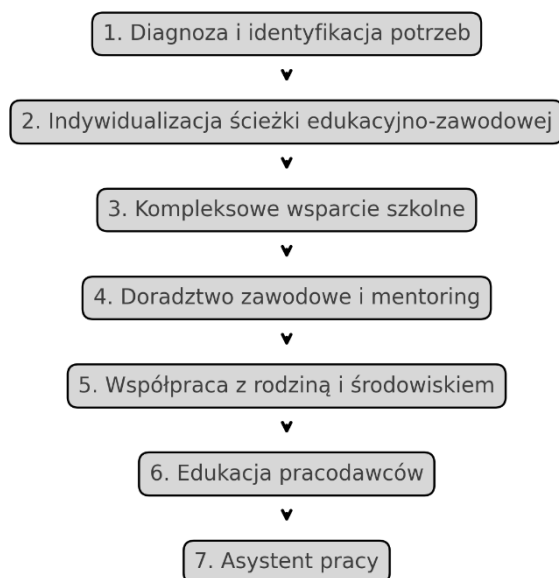 1. Diagnoza i identyfikacja potrzeb
2. Indywidualizacja ścieżki edukacyjno-zawodowej
3. Kompleksowe wsparcie szkolne
4. Doradztwo zawodowe i mentoring
5. Współpraca z rodziną i środowiskiem
6. Edukacja pracodawców
7. Asystent pracy